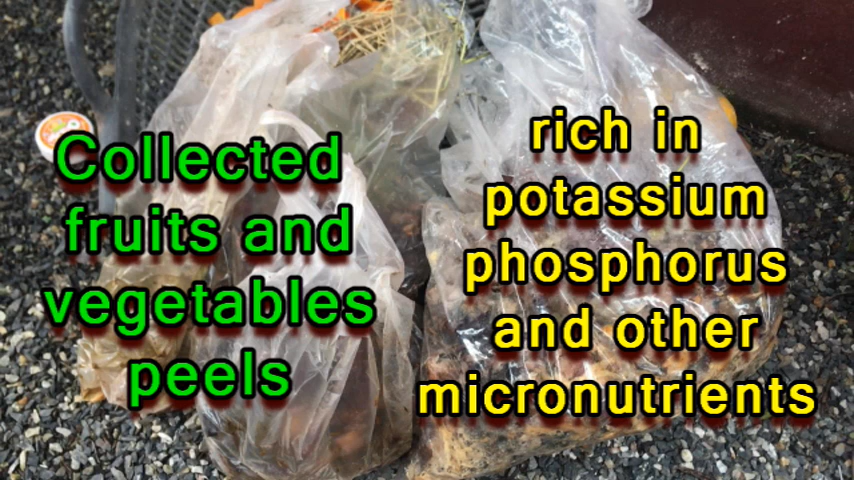 Collected
fruits and
vegetables
peels
rich in
potassium
phosphorus
and other
micronutrients